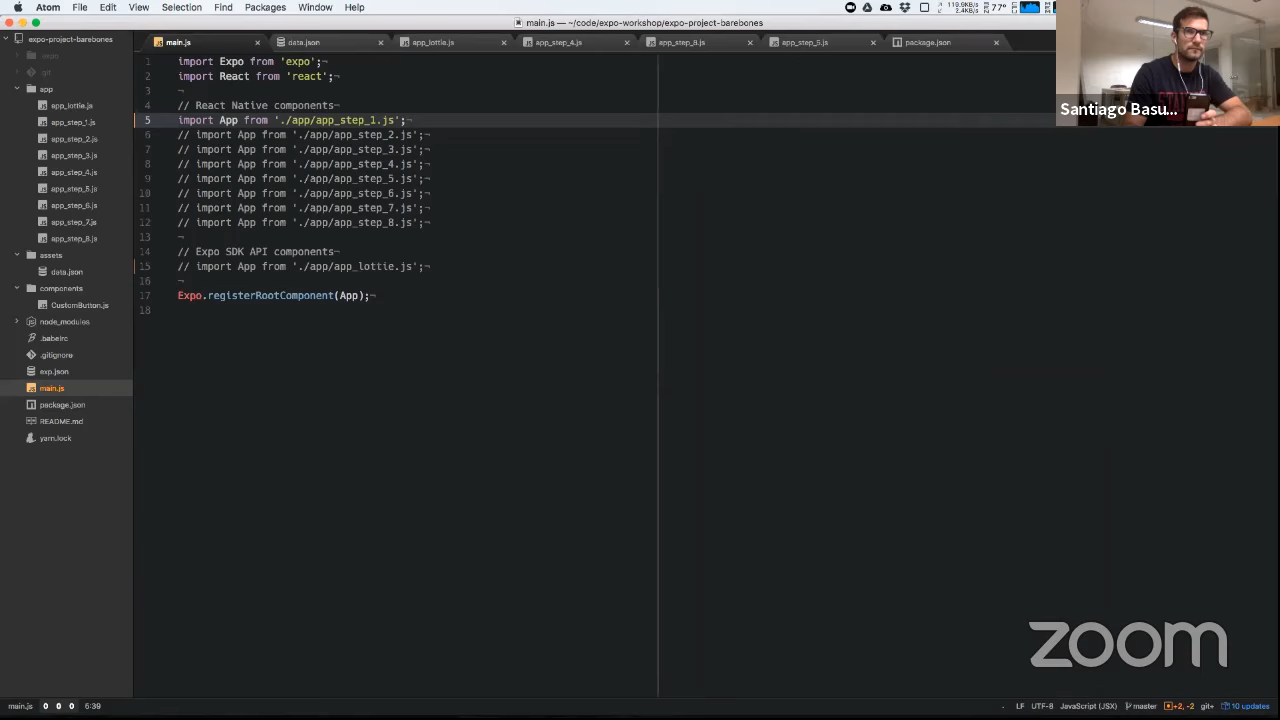 Atom File Edit View Selection Find Packages Window Help
119.9KB/s
2.4KB/s
77°
main.js — ~/code/expo-workshop/expo-project-barebones
expo-project-barebones
.expo
.git
app
app_lottie.js
app_step_1.js
app_step_2.js
app_step_3.js
app_step_4.js
app_step_5.js
app_step_6.js
app_step_7.js
app_step_8.js
assets
data.json
components
CustomButton.js
node_modules
.babelrc
.gitignore
exp.json
main.js
package.json
README.md
yarn.lock
main.js data.json app_lottie.js app_step_4.js app_step_8.js app_step_5.js package.json
1 import Expo from 'expo';¬
2 import React from 'react';¬
3 ¬
4 // React Native components¬
5 import App from './app/app_step_1.js';¬
6 // import App from './app/app_step_2.js';¬
7 // import App from './app/app_step_3.js';¬
8 // import App from './app/app_step_4.js';¬
9 // import App from './app/app_step_5.js';¬
10 // import App from './app/app_step_6.js';¬
11 // import App from './app/app_step_7.js';¬
12 // import App from './app/app_step_8.js';¬
13 ¬
14 // Expo SDK API components¬
15 // import App from './app/app_lottie.js';¬
16 ¬
17 Expo.registerRootComponent(App);¬
18
Santiago Basu...
zoom
main.js 0 0 0 6:39
LF UTF-8 JavaScript (JSX) master +2, -2 git+ 10 updates